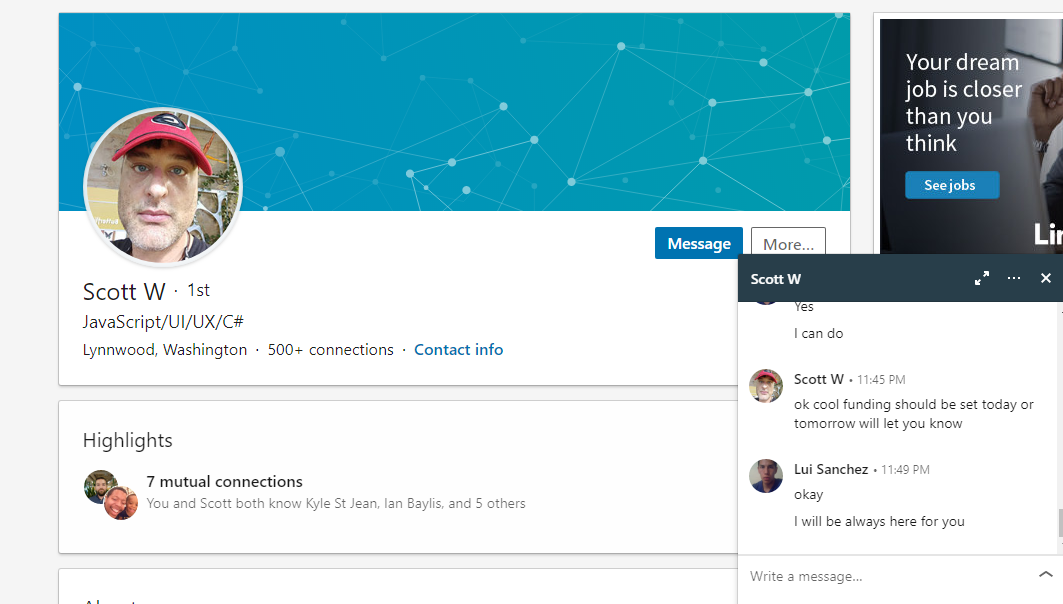 Your dream
job is closer
than you
think
See jobs
Message
More...
Scott W · 1st
JavaScript/UI/UX/C#
Lynnwood, Washington · 500+ connections · Contact info
Highlights
7 mutual connections
You and Scott both know Kyle St Jean, Ian Baylis, and 5 others
Scott W
Yes
I can do
Scott W • 11:45 PM
ok cool funding should be set today or
tomorrow will let you know
Lui Sanchez • 11:49 PM
okay
I will be always here for you
Write a message...